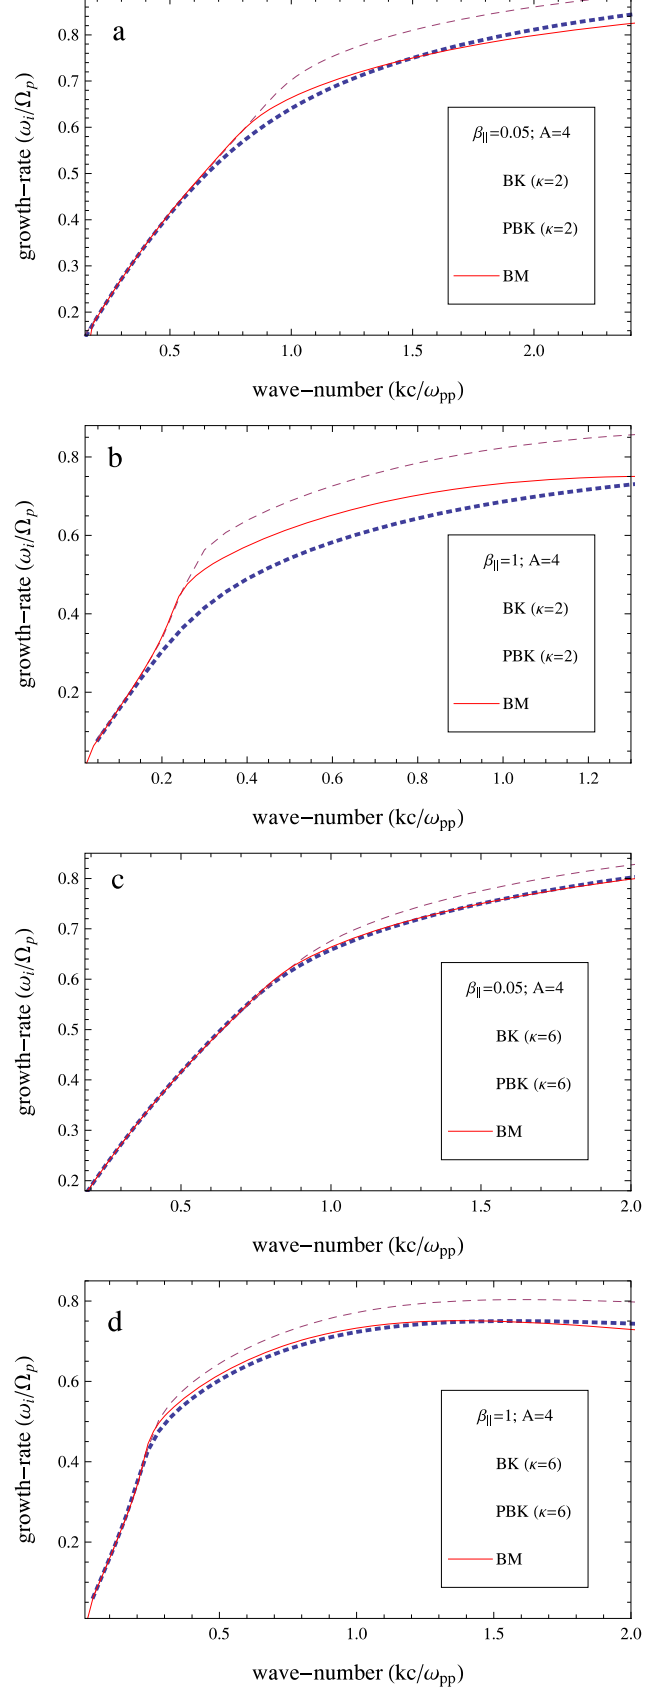 a
0.8
0.7
0.6
0.5
0.4
0.3
0.2
growth−rate (ω_i/Ω_p)
β_||=0.05; A=4
BK (κ=2)
PBK (κ=2)
BM
0.5 1.0 1.5 2.0
wave−number (kc/ω_pp)
b
0.8
0.6
0.4
0.2
growth−rate (ω_i/Ω_p)
β_||=1; A=4
BK (κ=2)
PBK (κ=2)
BM
0.2 0.4 0.6 0.8 1.0 1.2
wave−number (kc/ω_pp)
c
0.8
0.7
0.6
0.5
0.4
0.3
0.2
growth−rate (ω_i/Ω_p)
β_||=0.05; A=4
BK (κ=6)
PBK (κ=6)
BM
0.5 1.0 1.5 2.0
wave−number (kc/ω_pp)
d
0.8
0.6
0.4
0.2
growth−rate (ω_i/Ω_p)
β_||=1; A=4
BK (κ=6)
PBK (κ=6)
BM
0.5 1.0 1.5 2.0
wave−number (kc/ω_pp)